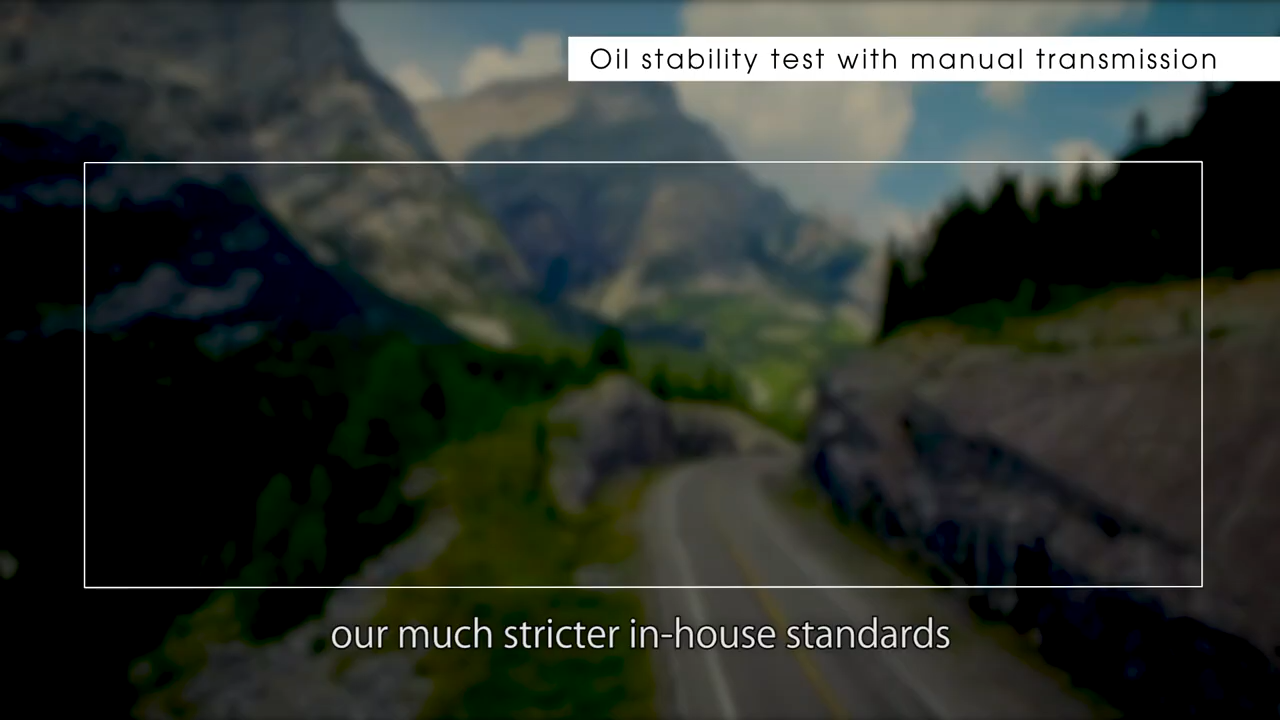 Oil stability test with manual transmission
our much stricter in-house standards